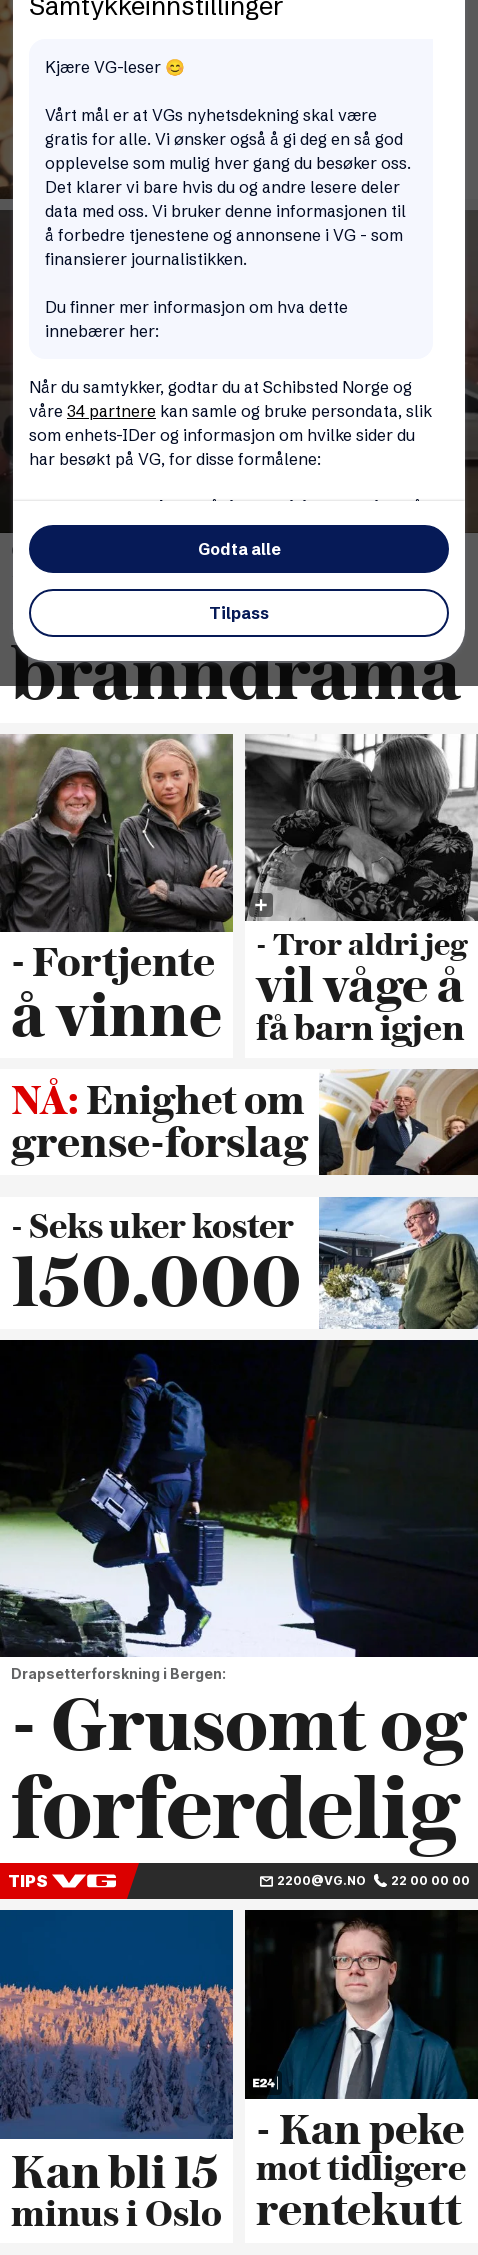 Samtykkeinnstillinger
Kjære VG-leser 😊
Vårt mål er at VGs nyhetsdekning skal være
gratis for alle. Vi ønsker også å gi deg en så god
opplevelse som mulig hver gang du besøker oss.
Det klarer vi bare hvis du og andre lesere deler
data med oss. Vi bruker denne informasjonen til
å forbedre tjenestene og annonsene i VG - som
finansierer journalistikken.
Du finner mer informasjon om hva dette
innebærer her:
Når du samtykker, godtar du at Schibsted Norge og
våre 34 partnere kan samle og bruke persondata, slik
som enhets-IDer og informasjon om hvilke sider du
har besøkt på VG, for disse formålene:
Godta alle
Tilpass
branndrama
- Fortjente
å vinne
- Tror aldri jeg
vil våge å
få barn igjen
NÅ: Enighet om
grense-forslag
- Seks uker koster
150.000
Drapsetterforskning i Bergen:
- Grusomt og
forferdelig
TIPS VG 2200@VG.NO 22 00 00 00
E24
Kan bli 15
minus i Oslo
- Kan peke
mot tidligere
rentekutt